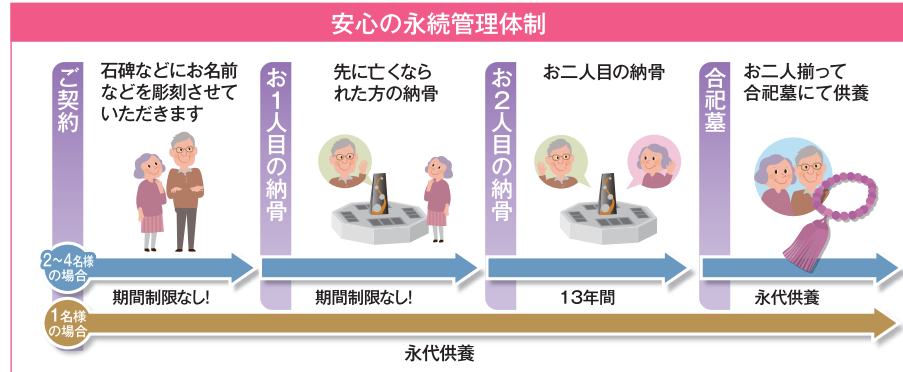 安心の永続管理体制
ご契約
石碑などにお名前
などを彫刻させて
いただきます
お1人目の納骨
先に亡くなら
れた方の納骨
お2人目の納骨
お二人目の納骨
合祀墓
お二人揃って
合祀墓にて供養
2～4名様
の場合
期間制限なし!
期間制限なし!
13年間
永代供養
1名様
の場合
永代供養